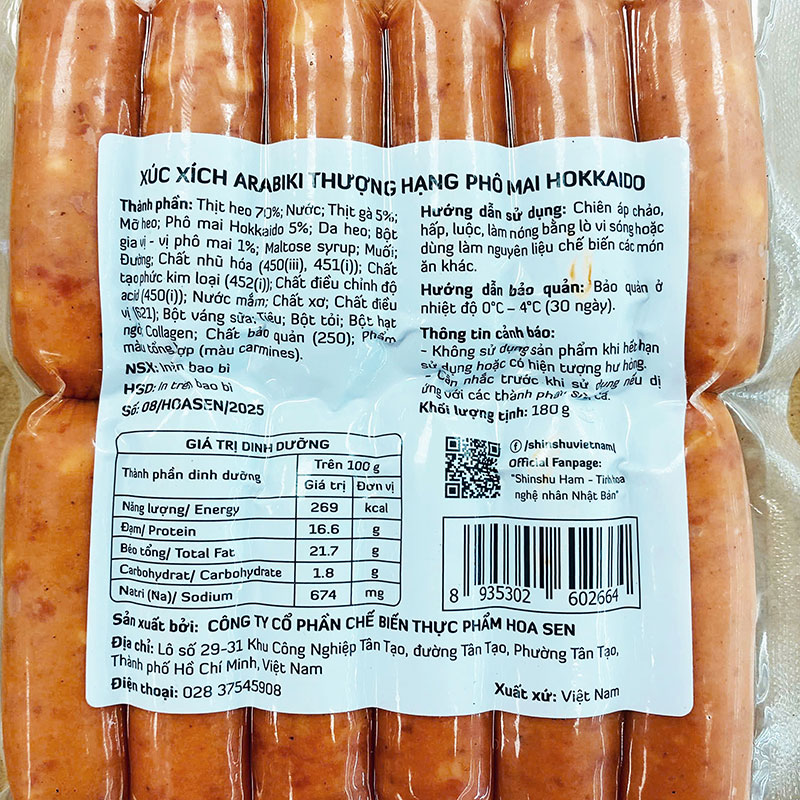 XÚC XÍCH ARABIKI THƯỢNG HẠNG PHÔ MAI HOKKAIDO
Thành phần: Thịt heo 70%; Nước; Thịt gà 5%;
Mỡ heo; Phô mai Hokkaido 5%; Da heo; Bột
gia vị - vị phô mai 1%; Maltose syrup; Muối;
Đường; Chất nhũ hóa (450(iii), 451(i)); Chất
tạo phức kim loại (452(i)); Chất điều chỉnh độ
acid (450(i)); Nước mắm; Chất xơ; Chất điều
vị (621); Bột váng sữa; Tiêu; Bột tỏi; Bột hạt
ngò; Collagen; Chất bảo quản (250); Phẩm
màu tổng hợp (màu carmines).
NSX: In trên bao bì
HSD: In trên bao bì
Số: 08/HOASEN/2025
Hướng dẫn sử dụng: Chiên áp chảo,
hấp, luộc, làm nóng bằng lò vi sóng hoặc
dùng làm nguyên liệu chế biến các món
ăn khác.
Hướng dẫn bảo quản: Bảo quản ở
nhiệt độ 0°C – 4°C (30 ngày).
Thông tin cảnh báo:
- Không sử dụng sản phẩm khi hết hạn
sử dụng hoặc có hiện tượng hư hỏng.
- Cân nhắc trước khi sử dụng nếu dị
ứng với các thành phần sữa, cá.
Khối lượng tịnh: 180 g
GIÁ TRỊ DINH DƯỠNG
Thành phần dinh dưỡng Trên 100 g
Giá trị Đơn vị
Năng lượng/ Energy 269 kcal
Đạm/ Protein 16.6 g
Béo tổng/ Total Fat 21.7 g
Carbohydrat/ Carbohydrate 1.8 g
Natri (Na)/ Sodium 674 mg
f/shinshuvietnam/
Official Fanpage:
"Shinshu Ham - Tinh hoa
nghệ nhân Nhật Bản"
8 935302 602664
Sản xuất bởi: CÔNG TY CỔ PHẦN CHẾ BIẾN THỰC PHẨM HOA SEN
Địa chỉ: Lô số 29-31 Khu Công Nghiệp Tân Tạo, đường Tân Tạo, Phường Tân Tạo,
Thành phố Hồ Chí Minh, Việt Nam
Điện thoại: 028 37545908
Xuất xứ: Việt Nam